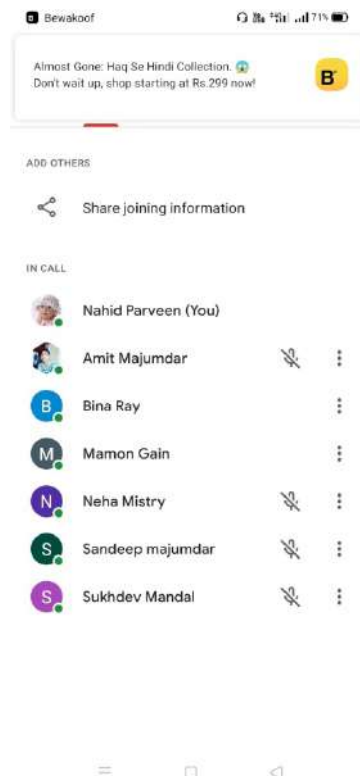 Bewakoof
71%
Almost Gone: Haq Se Hindi Collection. 😱
Don't wait up, shop starting at Rs.299 now!
B
ADD OTHERS
Share joining information
IN CALL
Nahid Parveen (You)
Amit Majumdar
B Bina Ray
M Mamon Gain
N Neha Mistry
S Sandeep majumdar
S Sukhdev Mandal